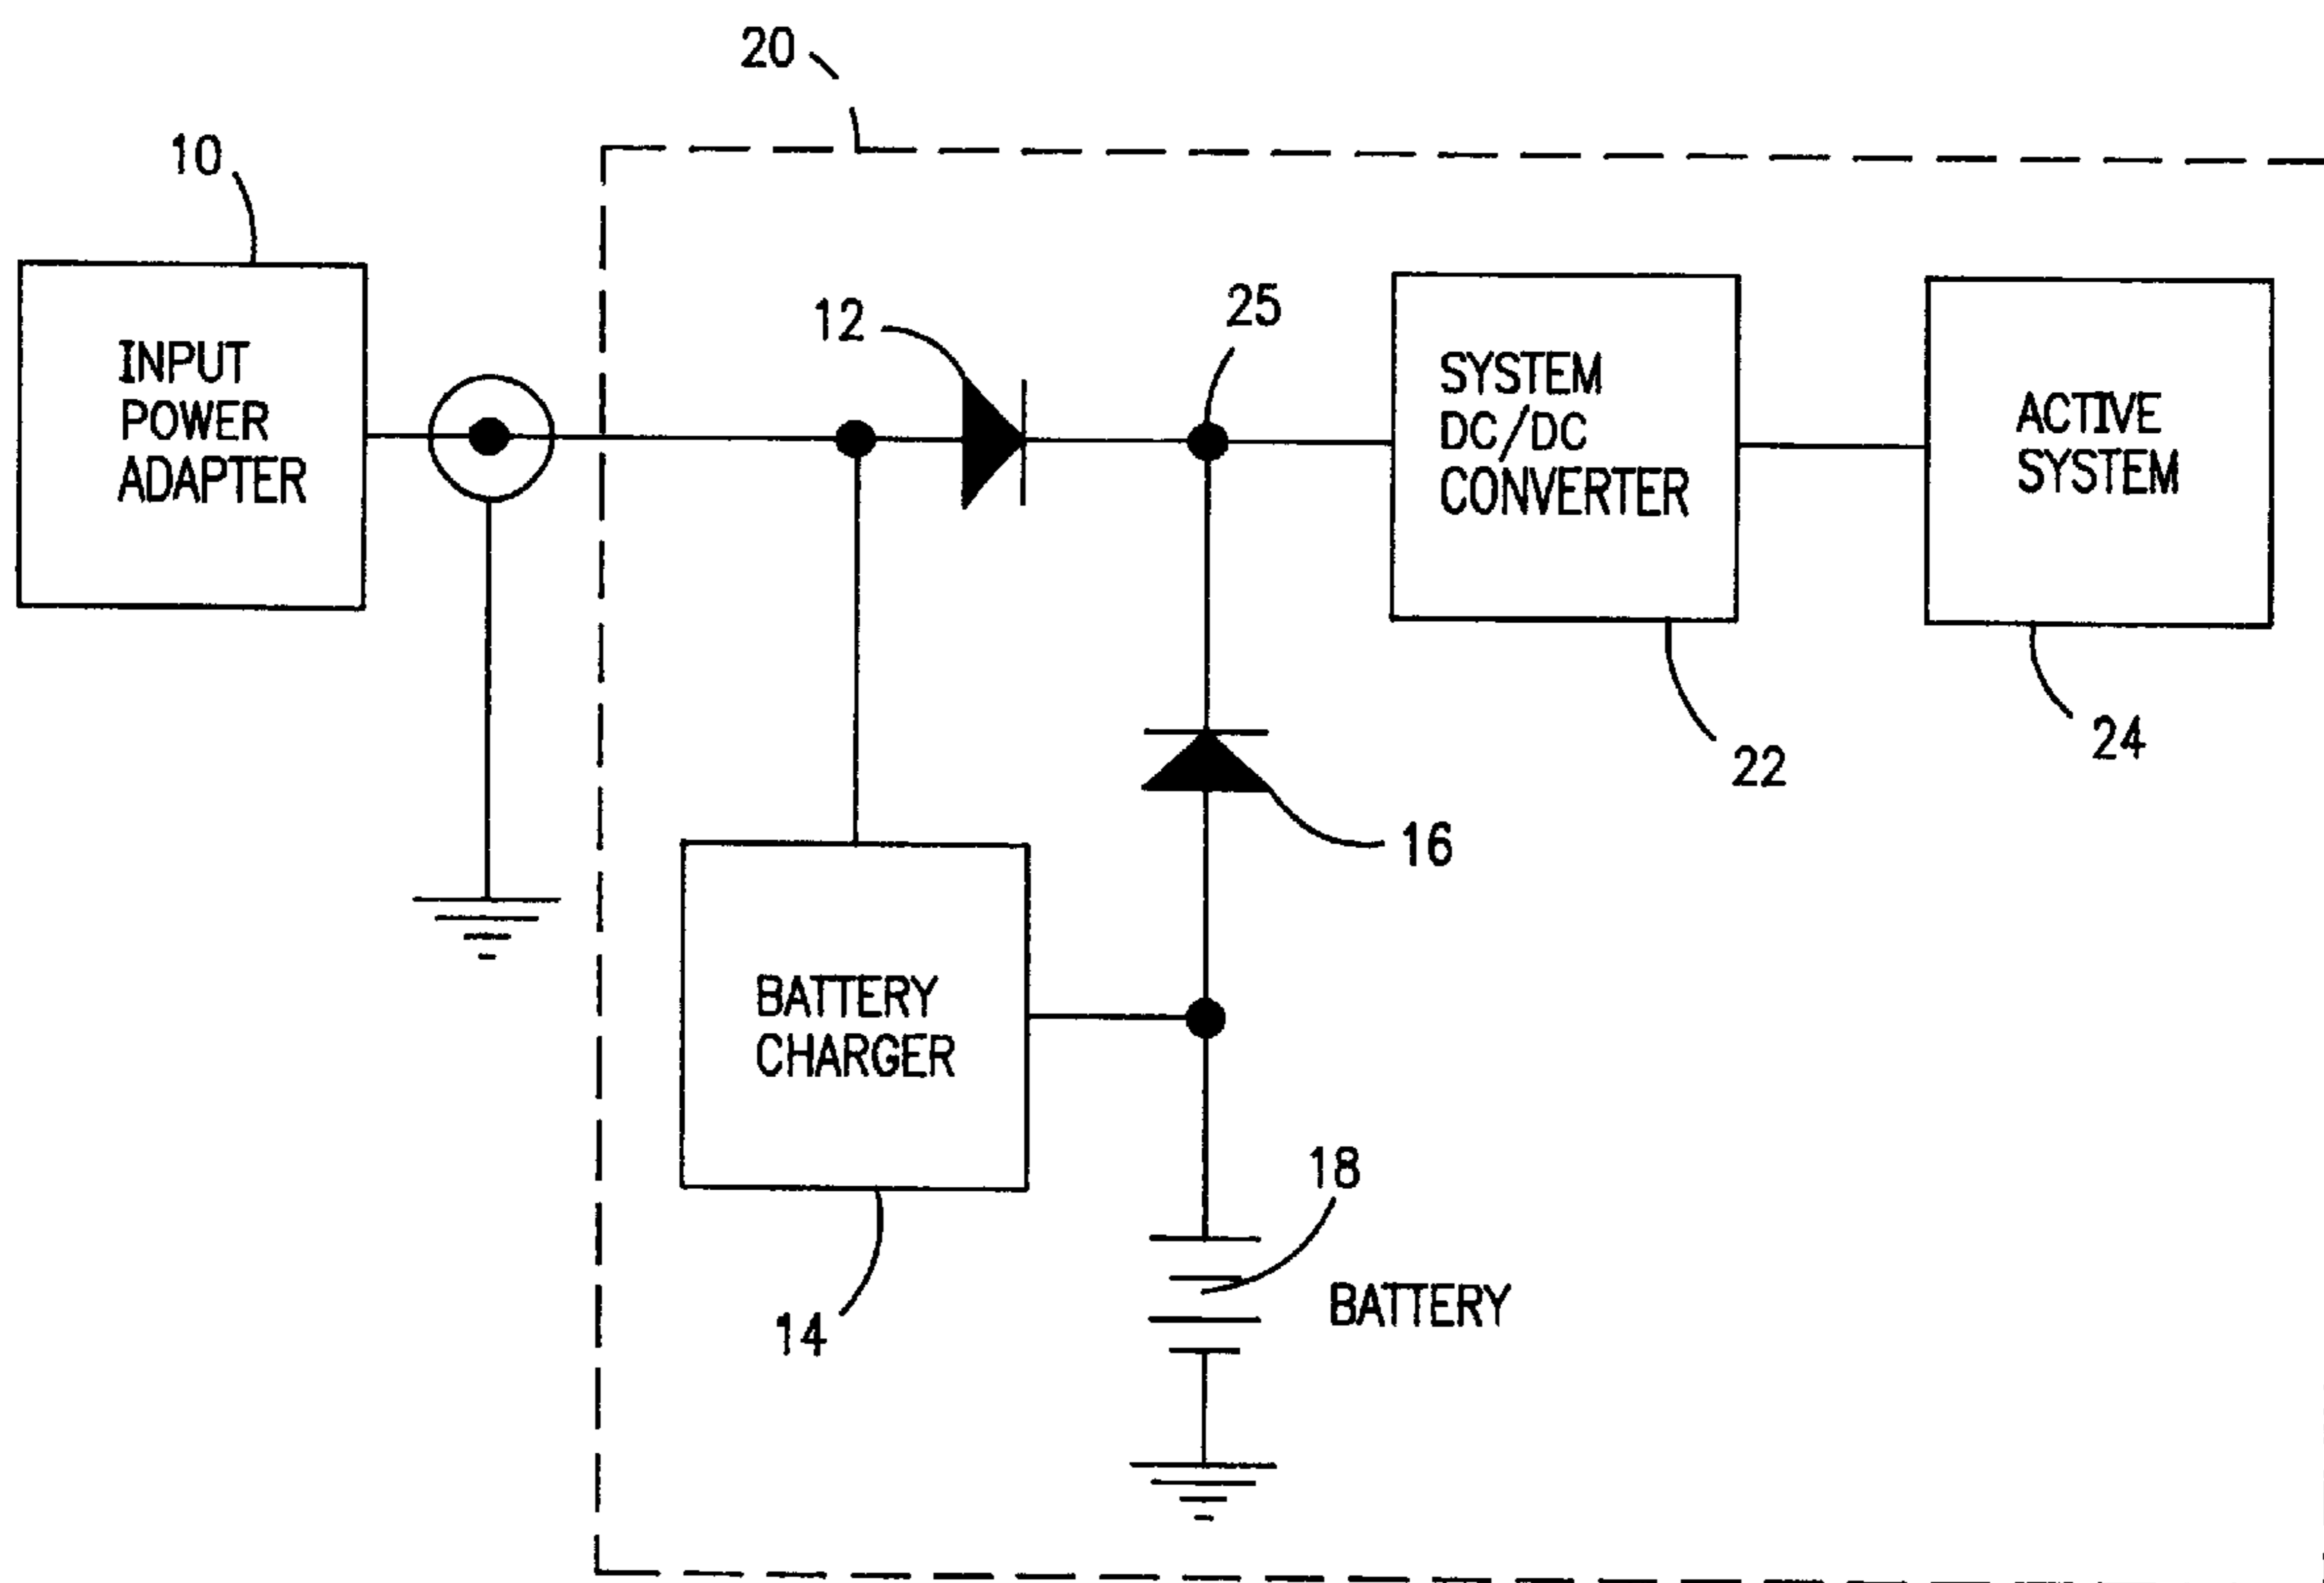 20
10
INPUT
POWER
ADAPTER
12
25
SYSTEM
DC/DC
CONVERTER
ACTIVE
SYSTEM
22
24
16
BATTERY
CHARGER
14
18
BATTERY